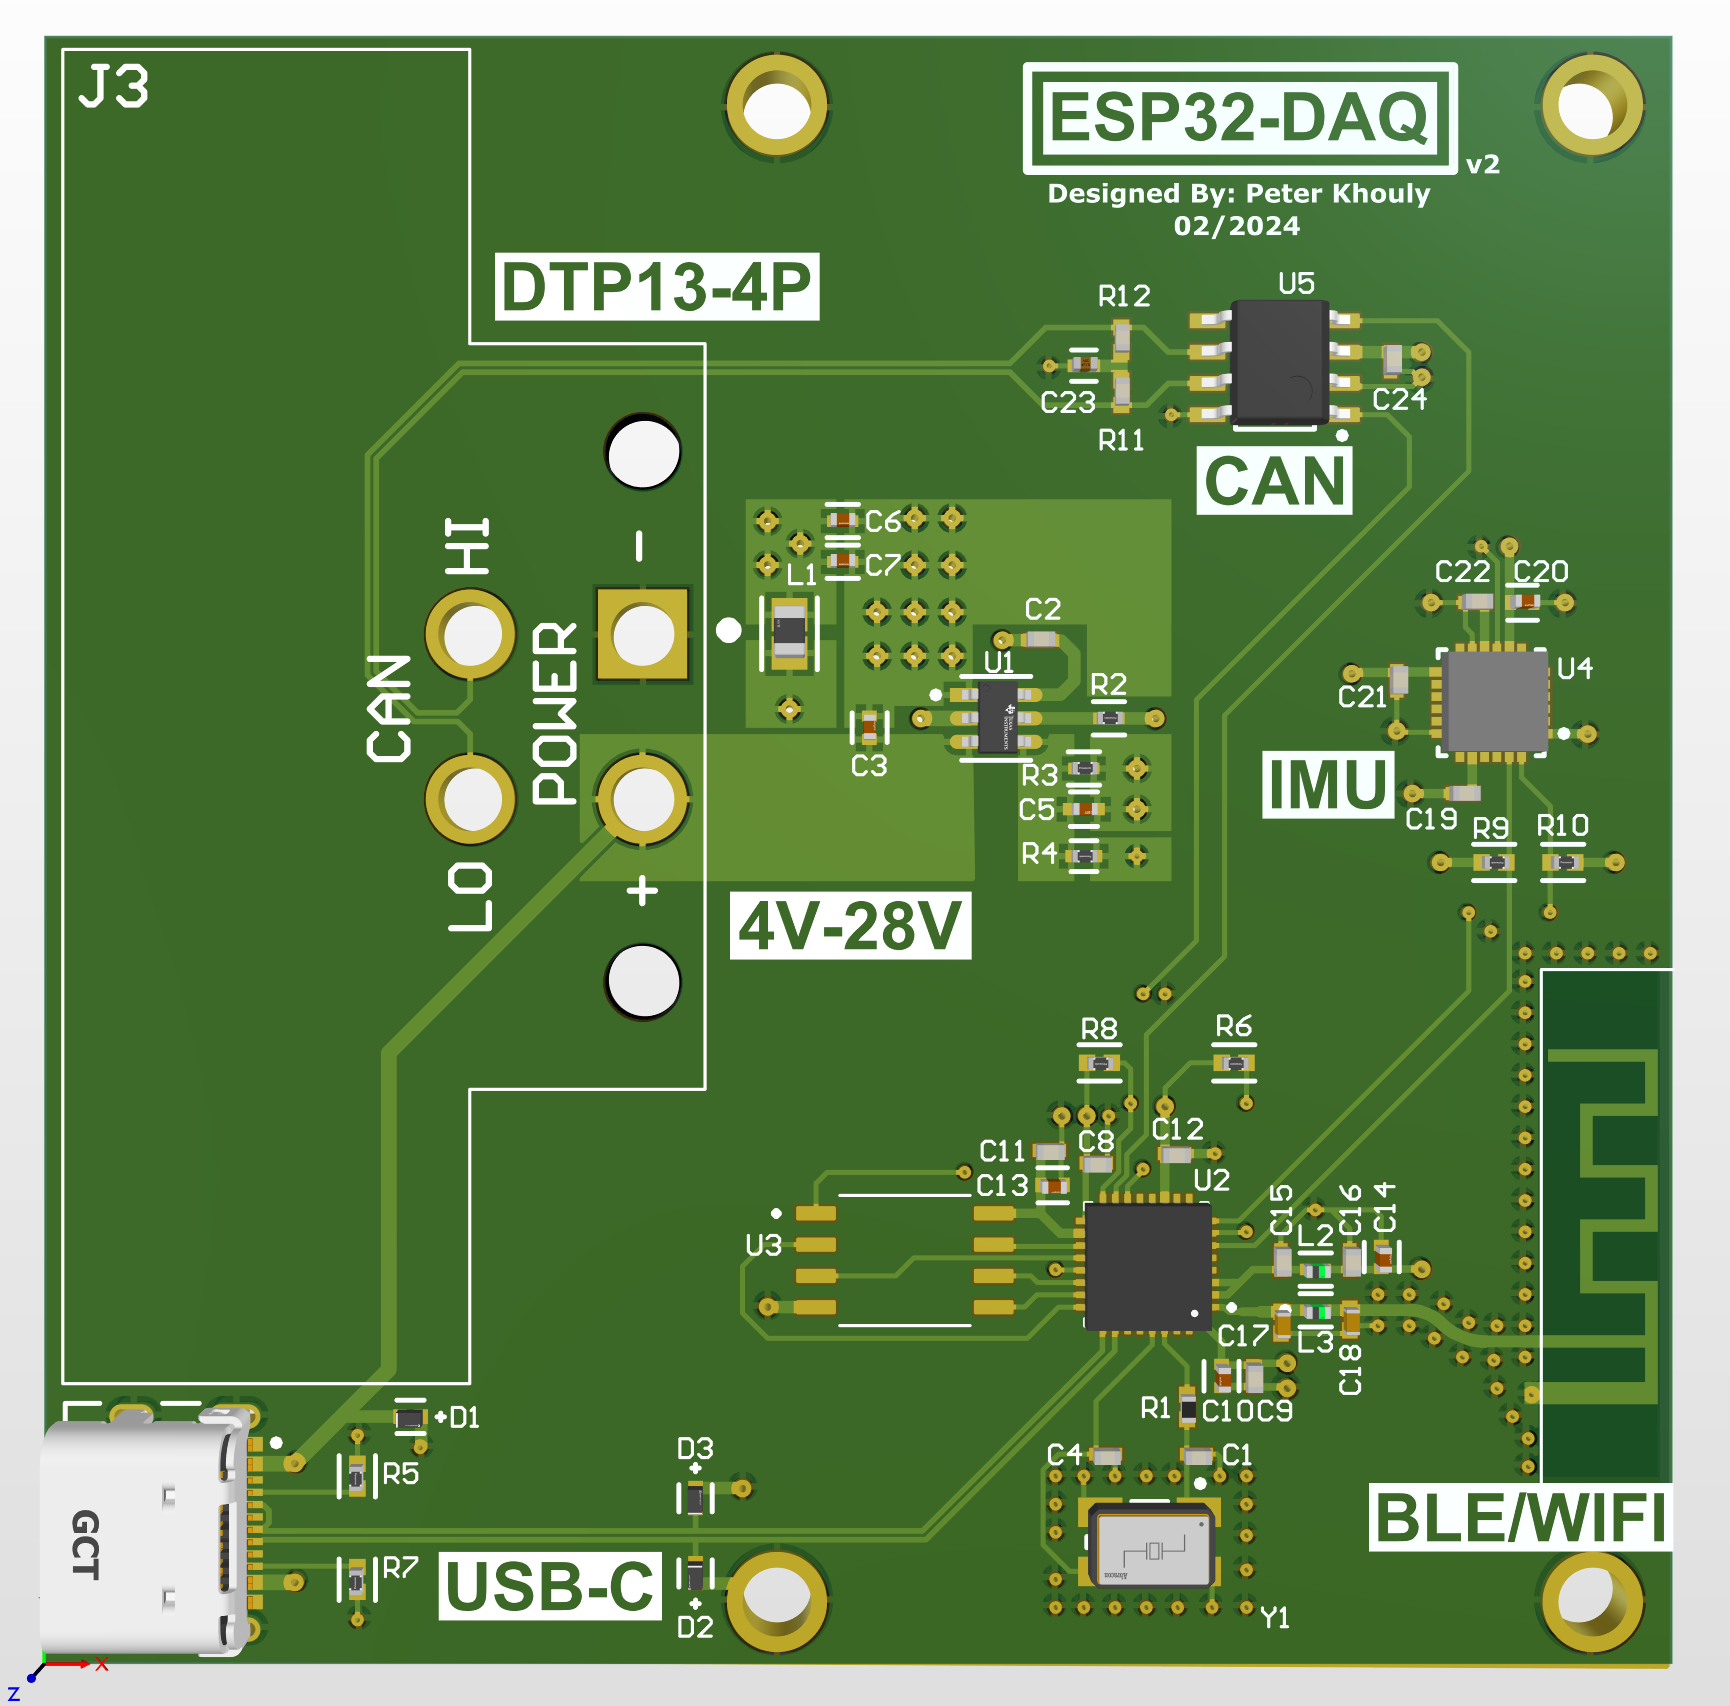 J3
ESP32-DAQ
v2
Designed By: Peter Khouly
02/2024
DTP13-4P
U5
R12
C23
C24
R11
CAN
HI
-
C6
C7
L1
C22
C20
C2
U1
U4
R2
C21
CAN
POWER
C3
R3
IMU
C5
C19
R9
R10
R4
LO
+
4V-28V
R8
R6
C12
C8
C11
U2
C13
C15
C16
C14
L2
U3
C17
L3
C18
R1
C10
C9
D1
D3
C4
C1
R5
GCT
BLE/WIFI
R7
USB-C
D2
Y1
X
Z